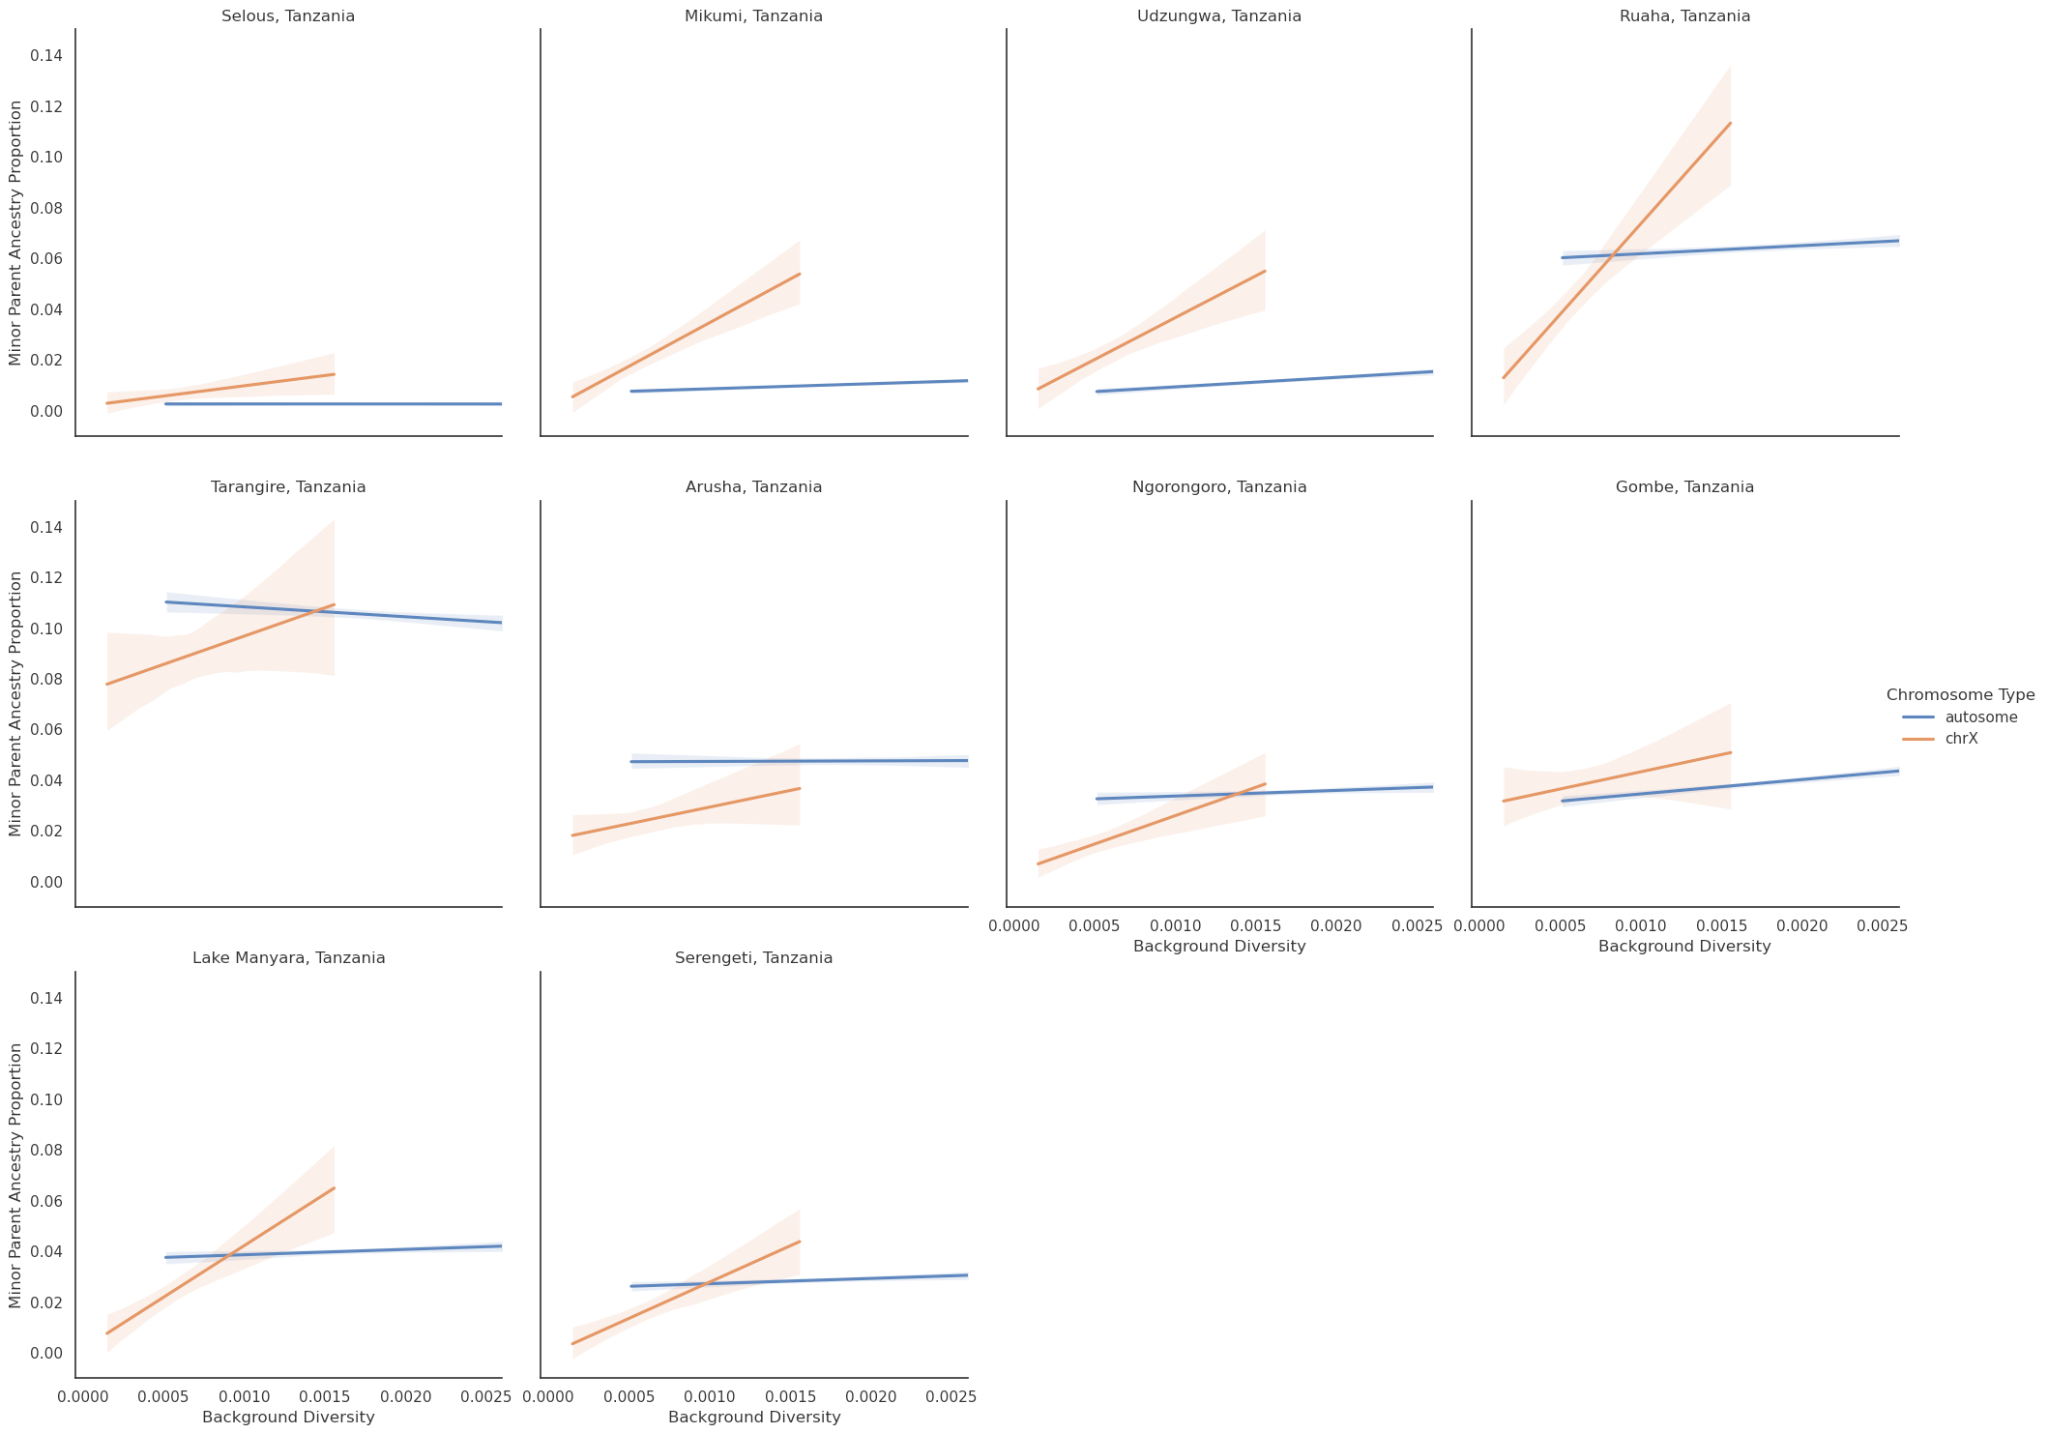 Selous, Tanzania
Mikumi, Tanzania
Udzungwa, Tanzania
Ruaha, Tanzania
Minor Parent Ancestry Proportion
0.14
0.12
0.10
0.08
0.06
0.04
0.02
0.00
Tarangire, Tanzania
Arusha, Tanzania
Ngorongoro, Tanzania
Gombe, Tanzania
Minor Parent Ancestry Proportion
0.14
0.12
0.10
0.08
0.06
0.04
0.02
0.00
0.0000 0.0005 0.0010 0.0015 0.0020 0.0025
Background Diversity
0.0000 0.0005 0.0010 0.0015 0.0020 0.0025
Background Diversity
Chromosome Type
autosome
chrX
Lake Manyara, Tanzania
Serengeti, Tanzania
Minor Parent Ancestry Proportion
0.14
0.12
0.10
0.08
0.06
0.04
0.02
0.00
0.0000 0.0005 0.0010 0.0015 0.0020 0.0025
Background Diversity
0.0000 0.0005 0.0010 0.0015 0.0020 0.0025
Background Diversity